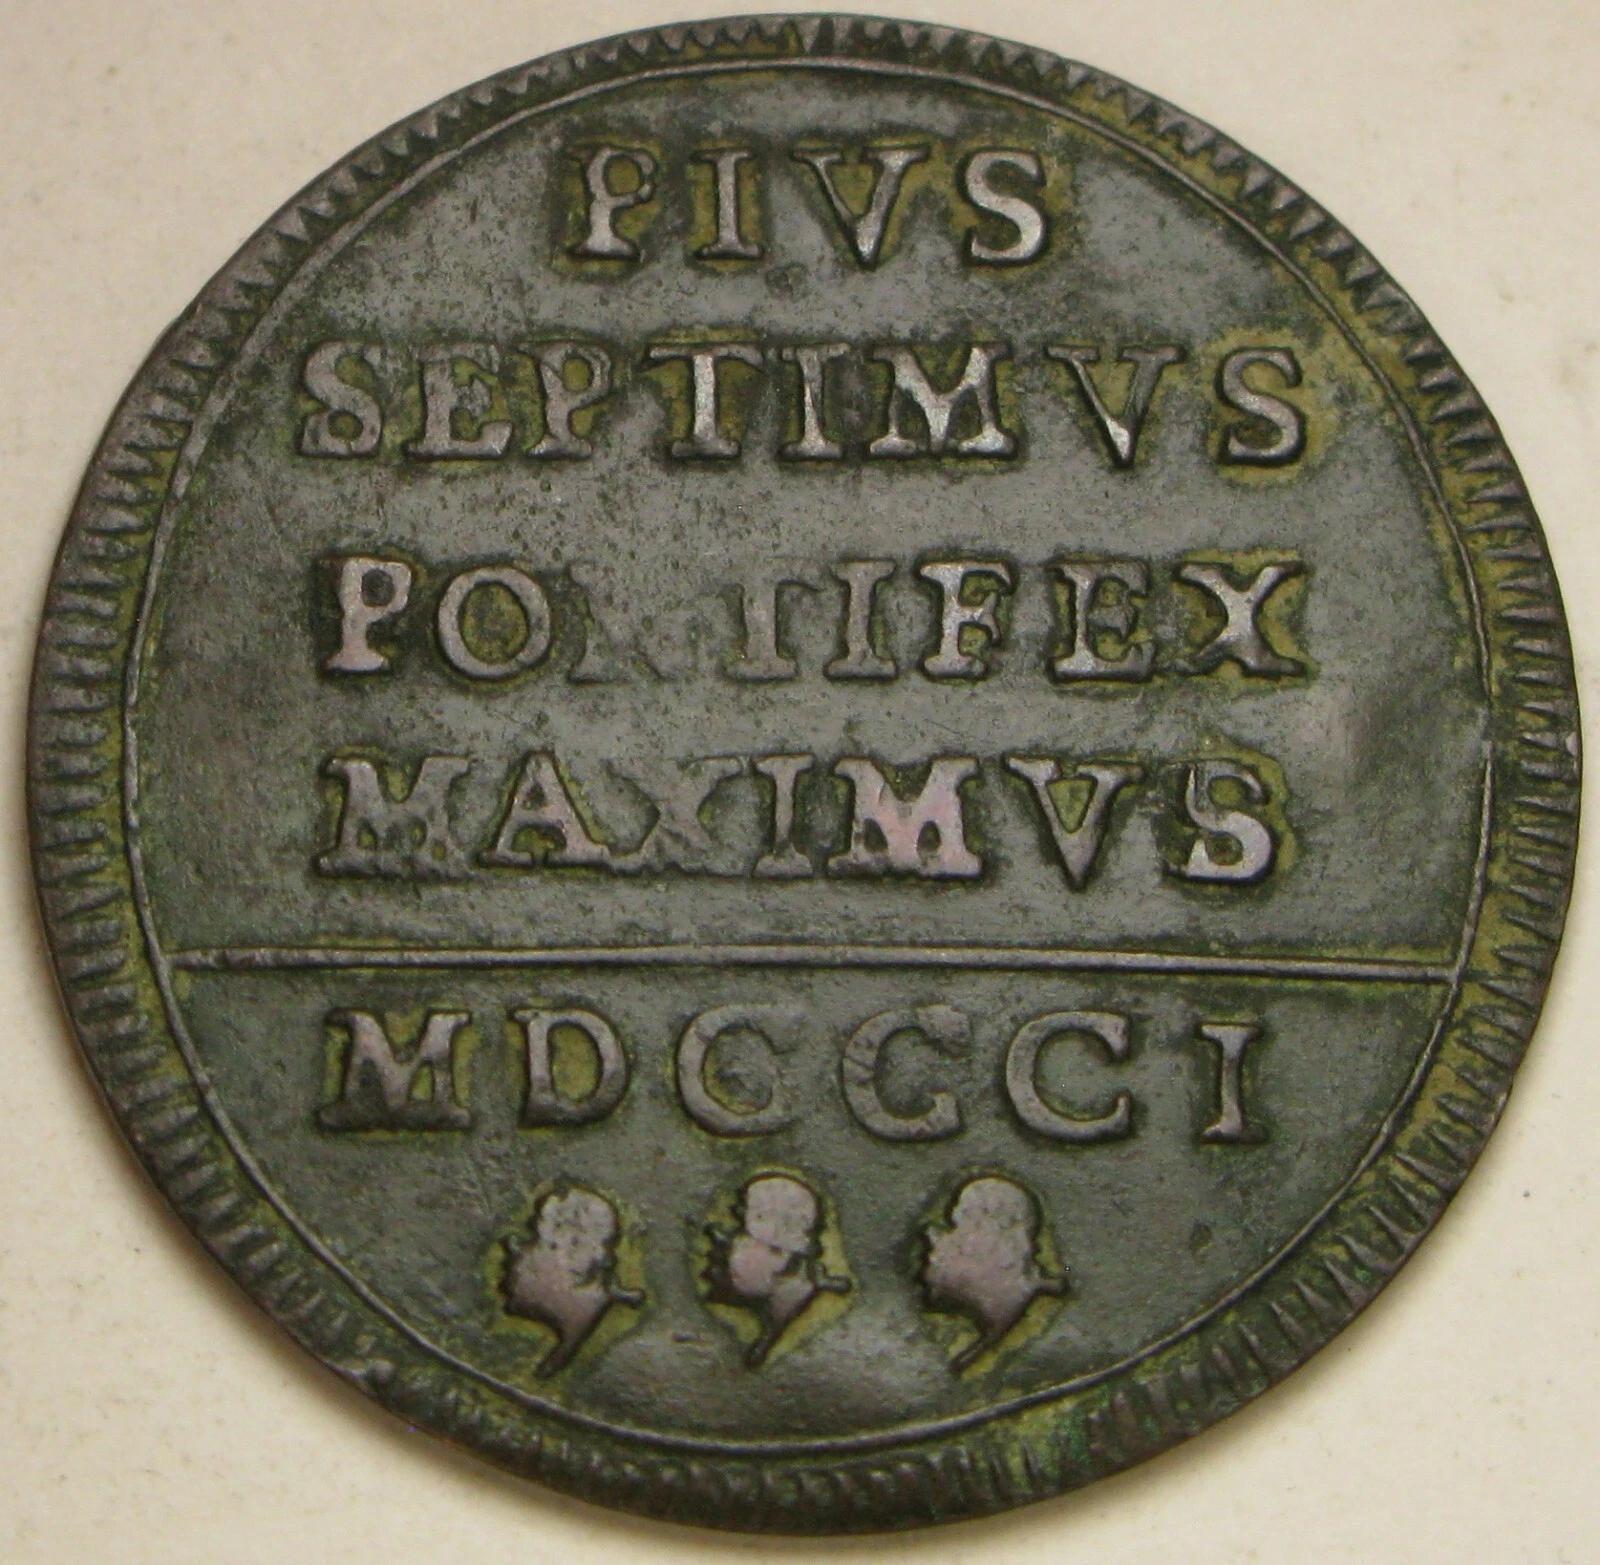 PIVS
SEPTIMVS
PONTIFEX
MAXIMVS
MDCCCI